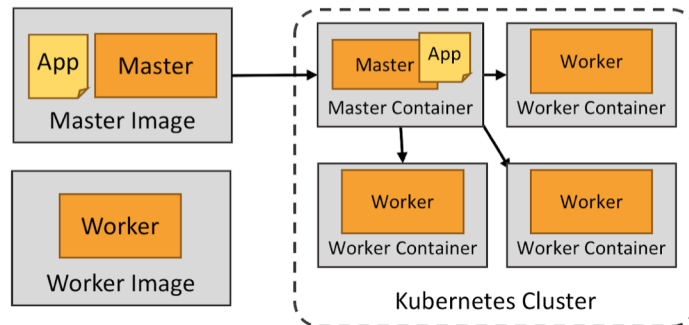 App
Master
Master Image
Worker
Worker Image
Master
App
Master Container
Worker
Worker Container
Worker
Worker Container
Worker
Worker Container
Kubernetes Cluster